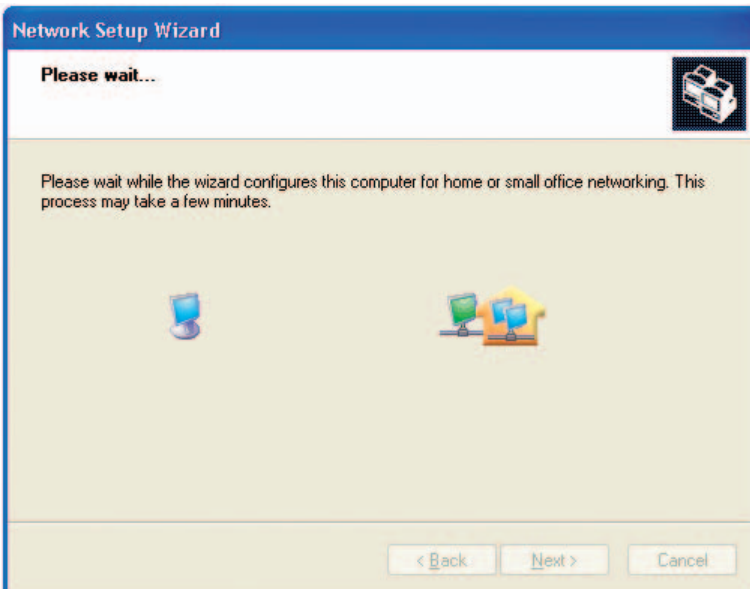 Network Setup Wizard
Please wait...
Please wait while the wizard configures this computer for home or small office networking. This
process may take a few minutes.
< Back Next > Cancel